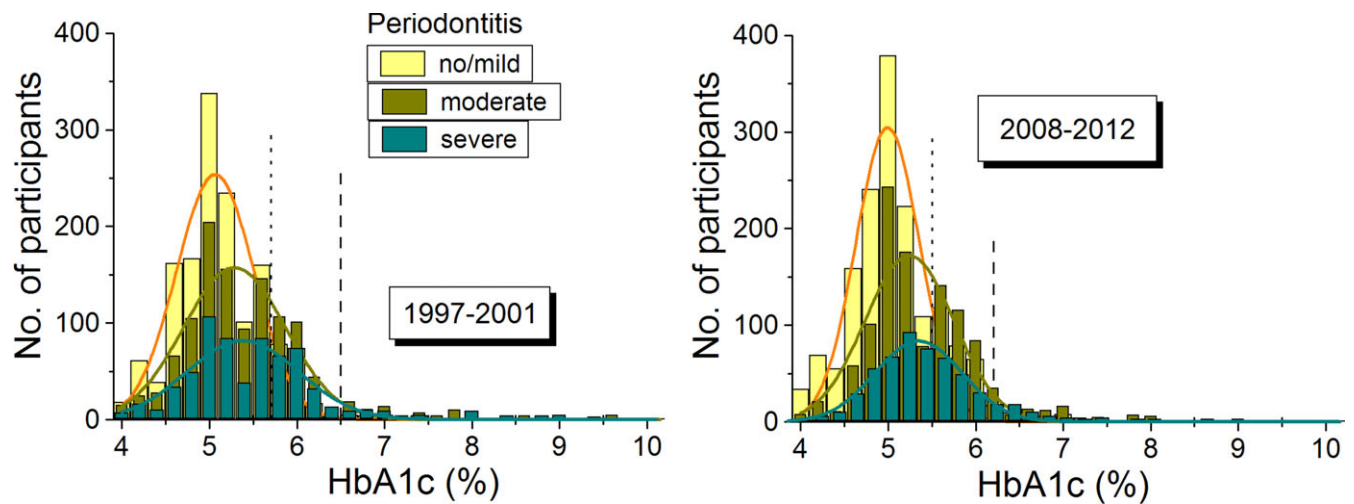 No. of participants
400
300
200
100
0
4 5 6 7 8 9 10
HbA1c (%)
Periodontitis
no/mild
moderate
severe
1997-2001
No. of participants
400
300
200
100
0
4 5 6 7 8 9 10
HbA1c (%)
2008-2012